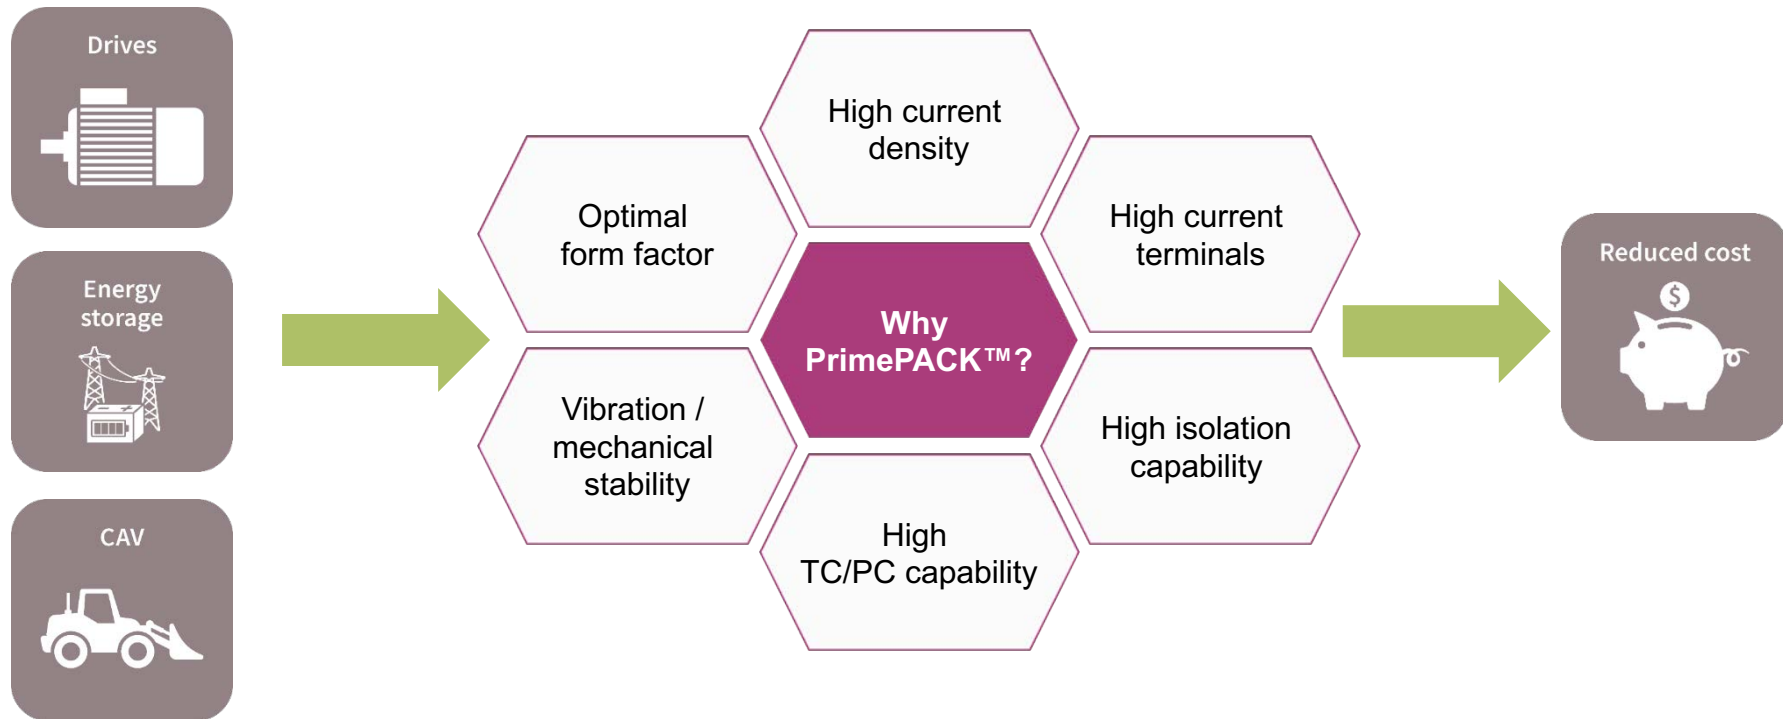 Drives
Energy
storage
CAV
High current
density
Optimal
form factor
High current
terminals
Why
PrimePACK™?
Vibration /
mechanical
stability
High isolation
capability
High
TC/PC capability
Reduced cost
$